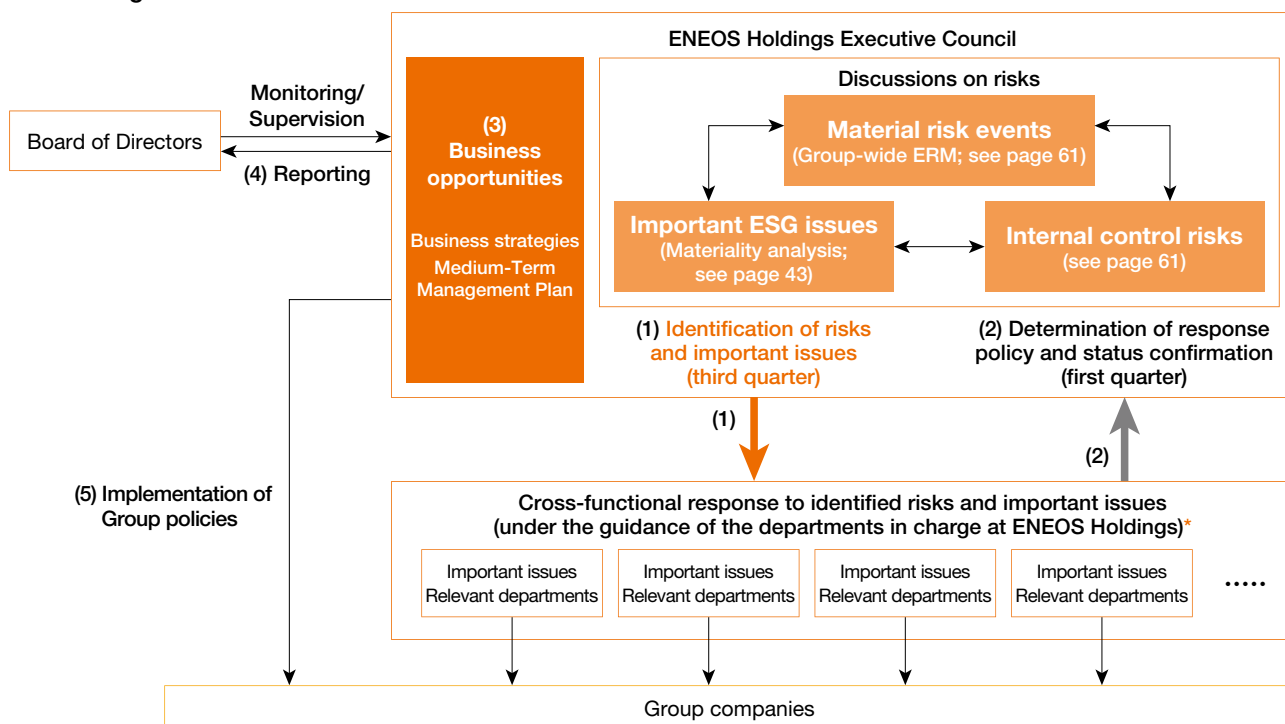 ENEOS Holdings Executive Council
Discussions on risks
Monitoring/
Supervision
Board of Directors
(4) Reporting
(3)
Business
opportunities
Business strategies
Medium-Term
Management Plan
Material risk events
(Group-wide ERM; see page 61)
Important ESG issues
(Materiality analysis;
see page 43)
Internal control risks
(see page 61)
(1) Identification of risks
and important issues
(third quarter)
(2) Determination of response
policy and status confirmation
(first quarter)
(1)
(2)
(5) Implementation of
Group policies
Cross-functional response to identified risks and important issues
(under the guidance of the departments in charge at ENEOS Holdings)*
Important issues
Relevant departments
Important issues
Relevant departments
Important issues
Relevant departments
Important issues
Relevant departments
.....
Group companies